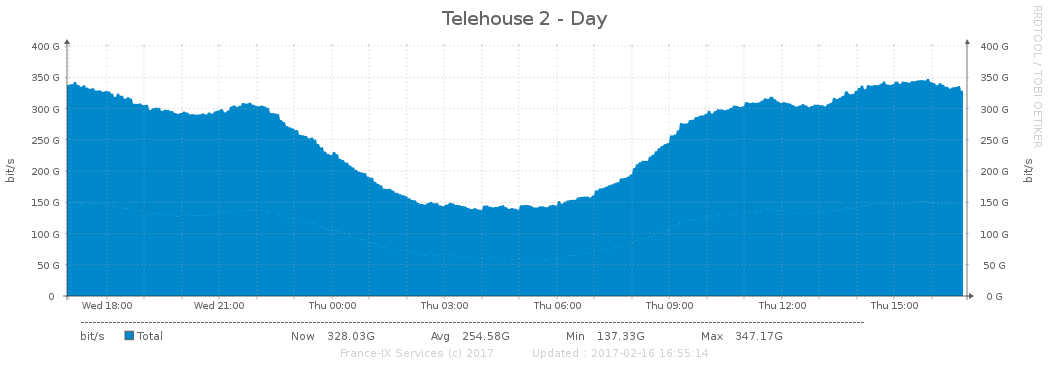 Telehouse 2 - Day
RRDTOOL / TOBI OETIKER
400 G 400 G
350 G 350 G
300 G 300 G
250 G 250 G
200 G 200 G
150 G 150 G
100 G 100 G
50 G 50 G
0 0 G
bit/s bit/s
Wed 18:00 Wed 21:00 Thu 00:00 Thu 03:00 Thu 06:00 Thu 09:00 Thu 12:00 Thu 15:00
bit/s Total Now 328.03G Avg 254.58G Min 137.33G Max 347.17G
France-IX Services (c) 2017 Updated : 2017-02-16 16:55:14